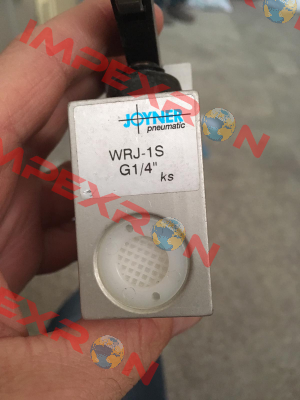 JOYNER
pneumatic
WRJ-1S
G1/4"
ks
IMPEXRON
IMPEXRON
IMPEXRON